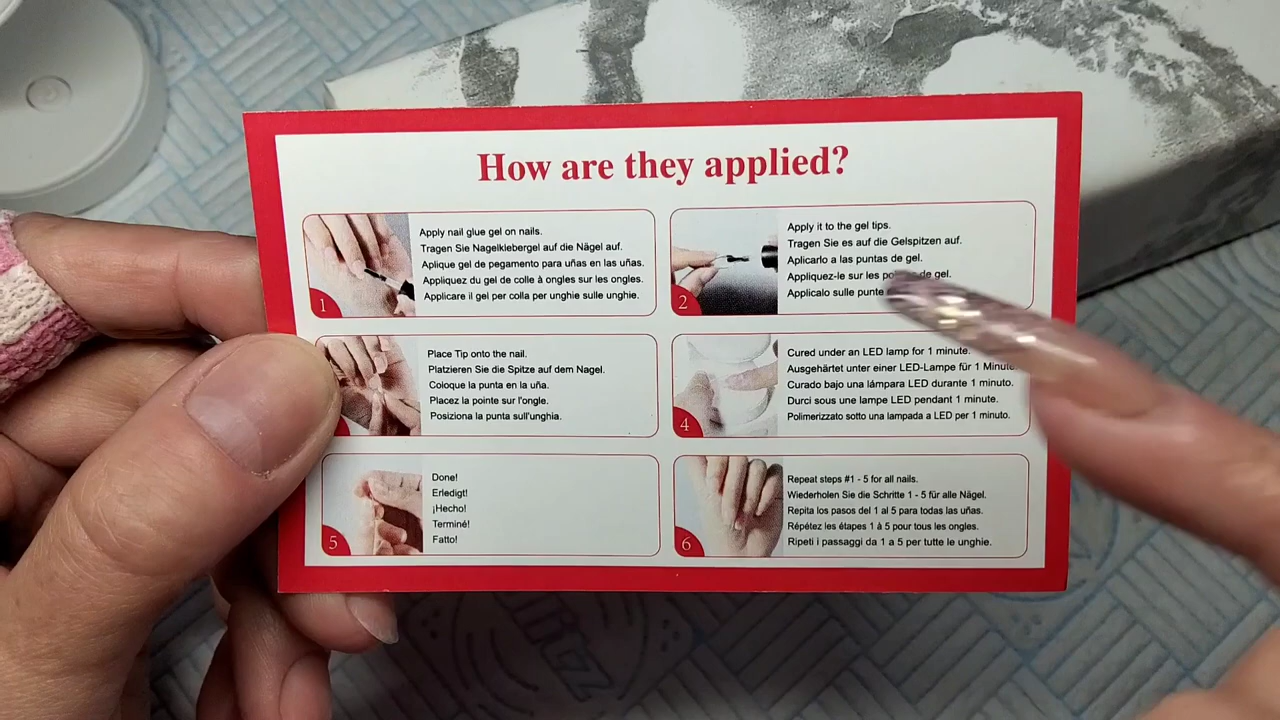 How are they applied?
Apply nail glue gel on nails.
Tragen Sie Nagelklebergel auf die Nägel auf.
Aplique gel de pegamento para uñas en las uñas.
Appliquez du gel de colle à ongles sur les ongles.
Applicare il gel per colla per unghie sulle unghie.
1
Apply it to the gel tips.
Tragen Sie es auf die Gelspitzen auf.
Aplicarlo a las puntas de gel.
Appliquez-le sur les de gel.
Applicalo sulle punte
2
Place Tip onto the nail.
Platzieren Sie die Spitze auf dem Nagel.
Coloque la punta en la uña.
Placez la pointe sur l'ongle.
Posiziona la punta sull'unghia.
Cured under an LED lamp for 1 minute.
Ausgehärtet unter einer LED-Lampe für 1 Minute.
Curado bajo una lámpara LED durante 1 minuto.
Durci sous une lampe LED pendant 1 minute.
Polimerizzato sotto una lampada a LED per 1 minuto.
4
Done!
Erledigt!
¡Hecho!
Terminé!
Fatto!
5
Repeat steps #1 - 5 for all nails.
Wiederholen Sie die Schritte 1 - 5 für alle Nägel.
Repita los pasos del 1 al 5 para todas las uñas.
Répétez les étapes 1 à 5 pour tous les ongles.
Ripeti i passaggi da 1 a 5 per tutte le unghie.
6